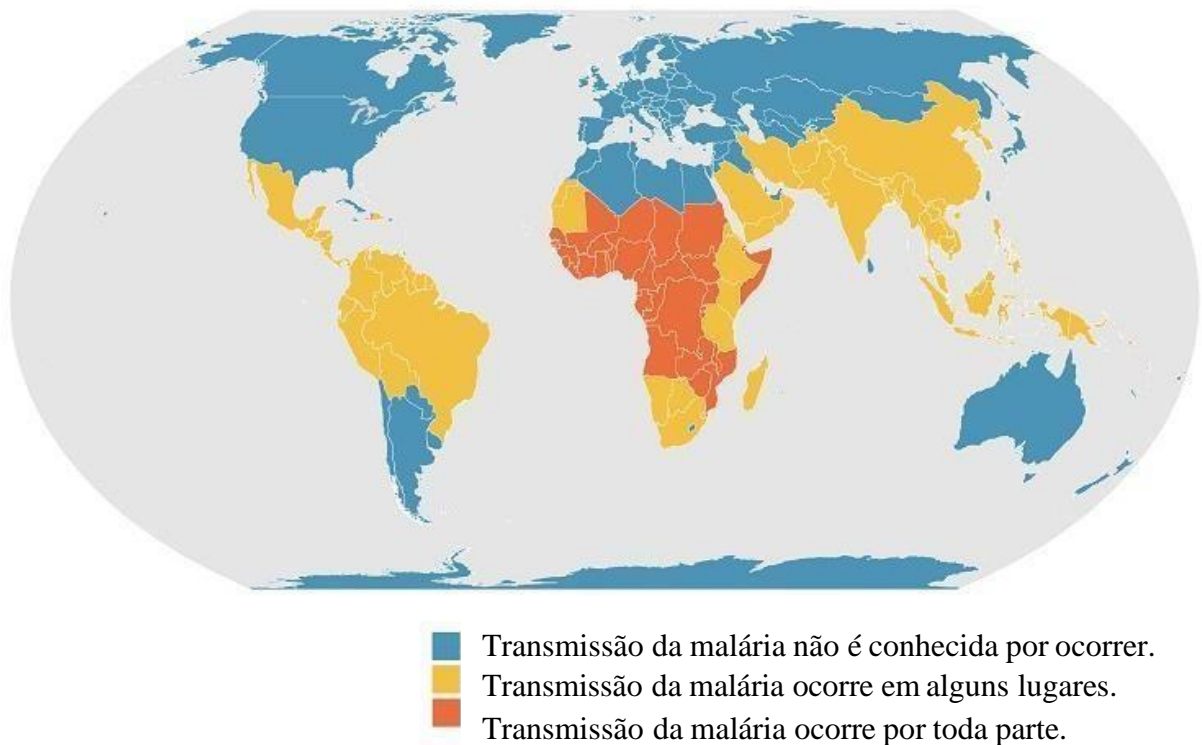 Transmissão da malária não é conhecida por ocorrer.
Transmissão da malária ocorre em alguns lugares.
Transmissão da malária ocorre por toda parte.